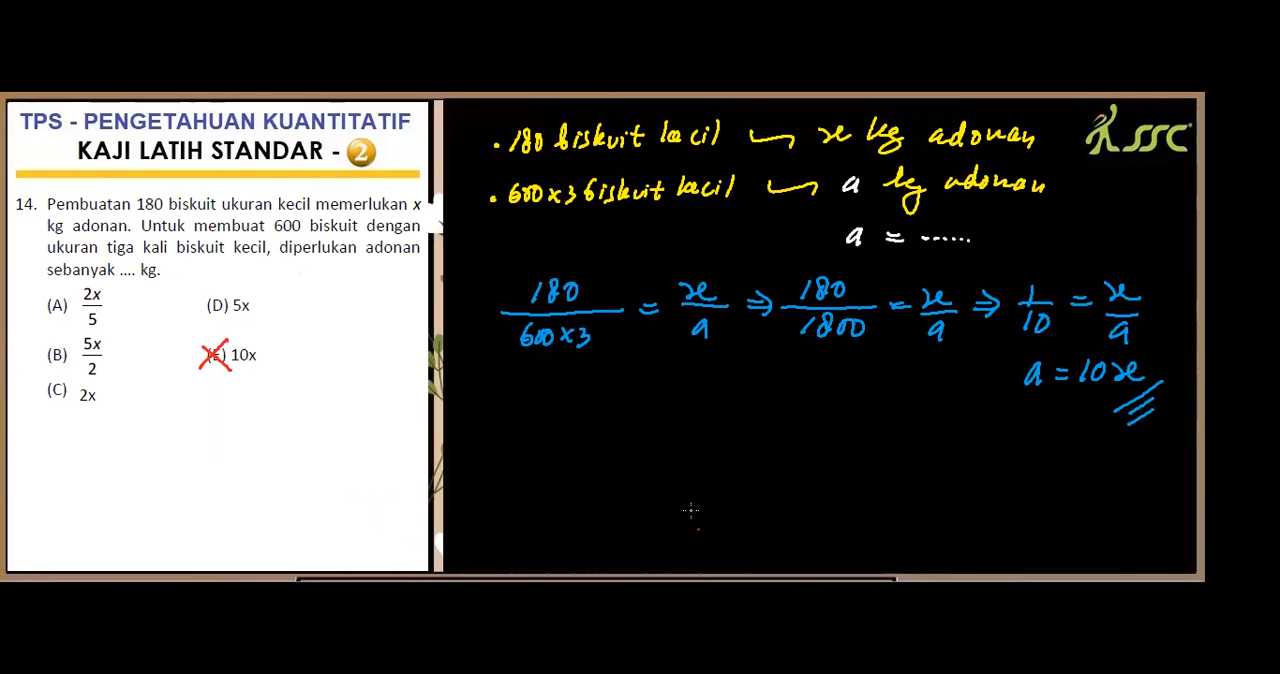 TPS - PENGETAHUAN KUANTITATIF
KAJI LATIH STANDAR - 2
14. Pembuatan 180 biskuit ukuran kecil memerlukan x
kg adonan. Untuk membuat 600 biskuit dengan
ukuran tiga kali biskuit kecil, diperlukan adonan
sebanyak .... kg.
(A) 2x/5
(D) 5x
(B) 5x/2
(E) 10x
(C) 2x
SSC
• 180 biskuit kecil → x kg adonan
• 600 x 3 biskuit kecil → a kg adonan
a = ......
180/600 x 3 = x/a ⇒ 180/1800 = x/a ⇒ 1/10 = x/a
a = 10x